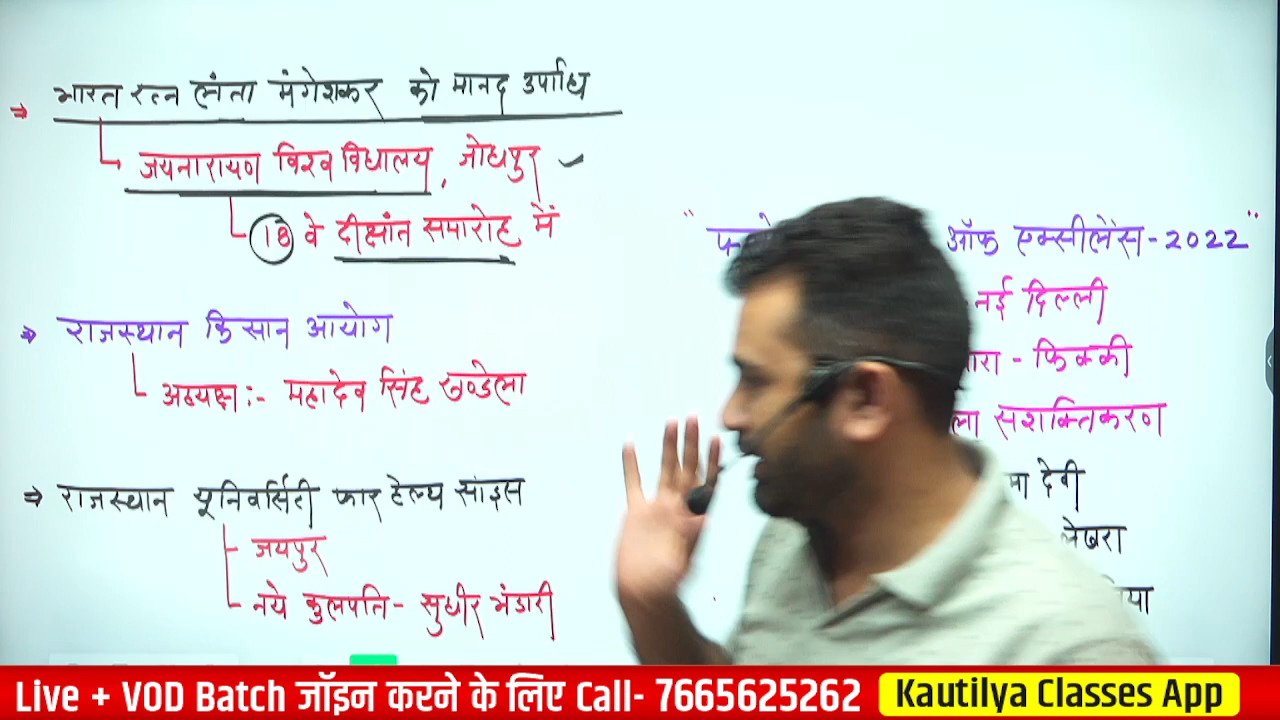 ⇒ भारत रत्न लता मंगेशकर को मानद उपाधि
जयनारायण विश्व विद्यालय, जोधपुर
18 वे दीक्षांत समारोह में
⇒ राजस्थान किसान आयोग
अध्यक्ष :- महादेव सिंह खण्डेला
⇒ राजस्थान यूनिवर्सिटी फार हेल्थ साइंस
जयपुर
नये कुलपति - सुधीर भंडारी
ऑफ एक्सीलेंस - 2022"
नई दिल्ली
- फिक्की
सशक्तिकरण
देवी
Live + VOD Batch जॉइन करने के लिए Call- 7665625262
Kautilya Classes App